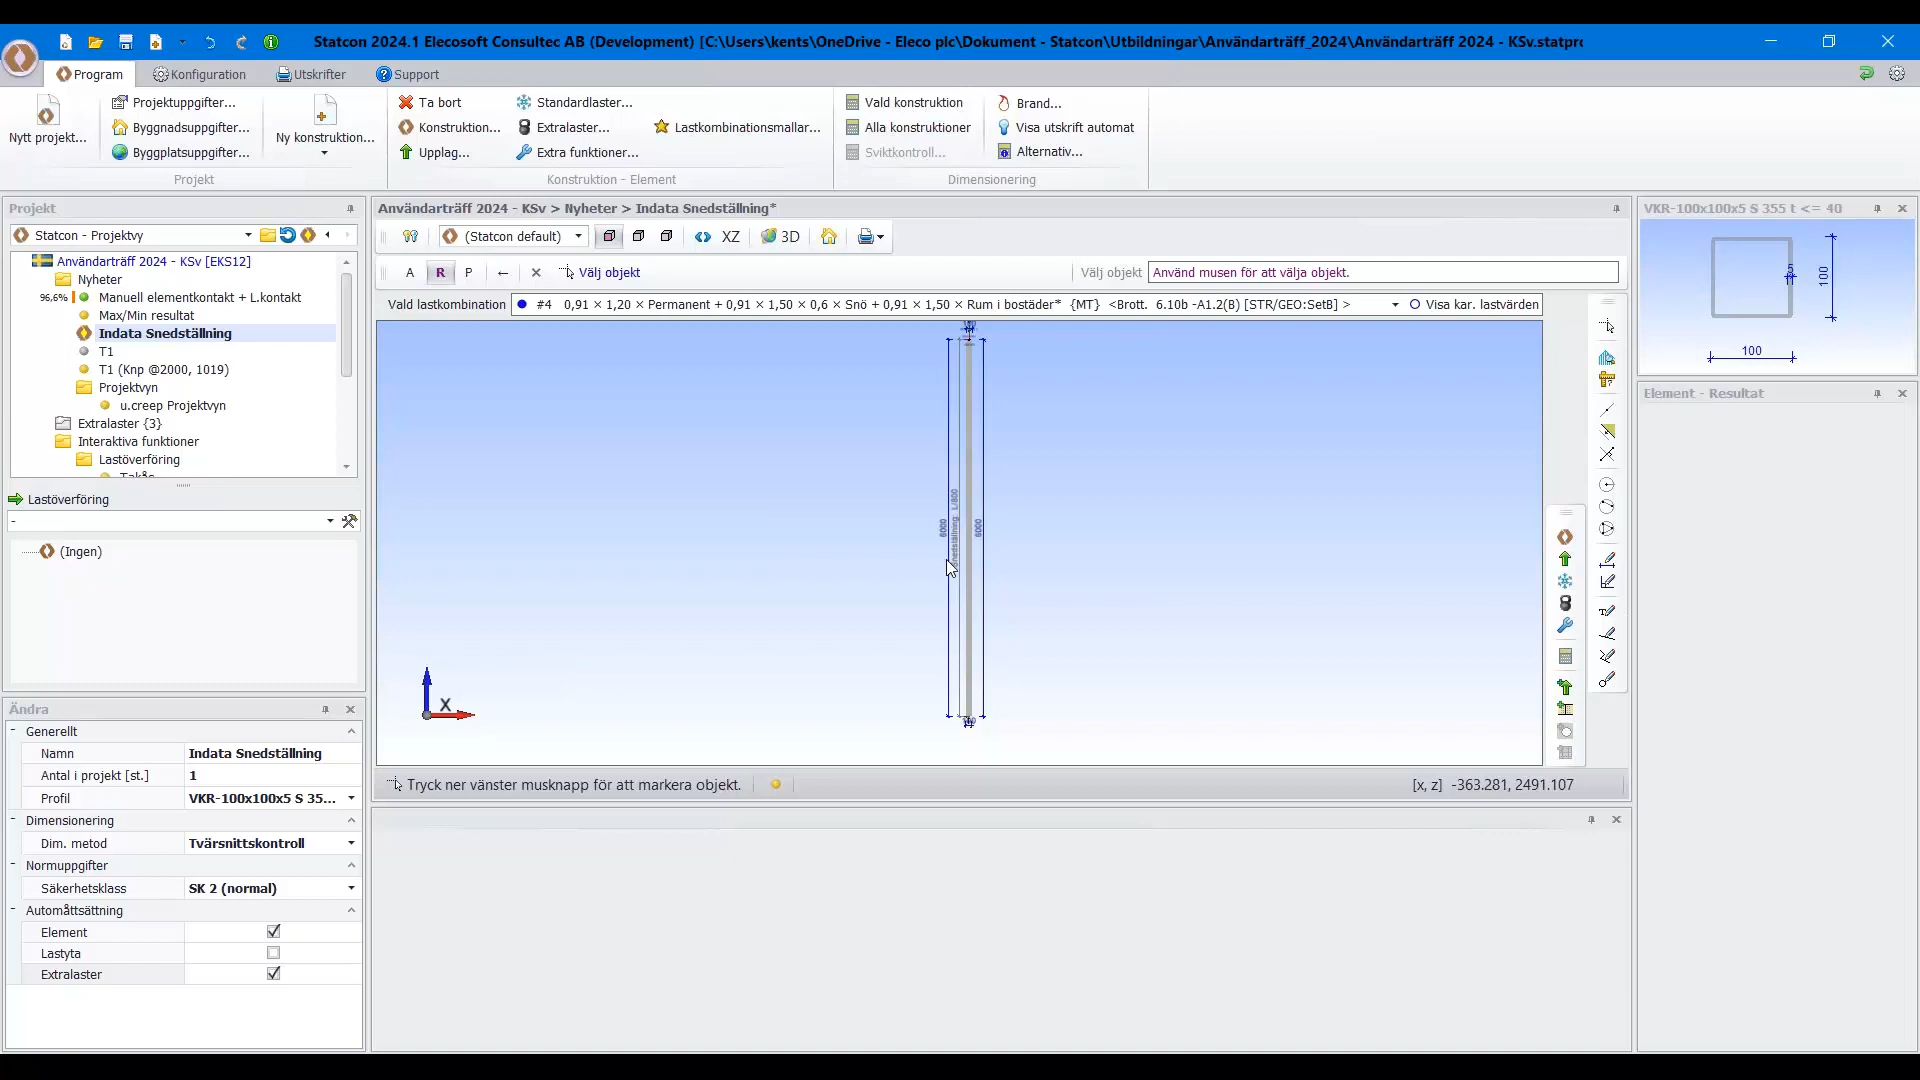 Statcon 2024.1 Elecosoft Consultec AB (Development) [C:\Users\kents\OneDrive - Eleco plc\Dokument - Statcon\Utbildningar\Användarträff_2024\Användarträff 2024 - KSv.statprc
Program Konfiguration Utskrifter Support
Nytt projekt...
Projektuppgifter...
Byggnadsuppgifter...
Byggplatsuppgifter...
Projekt
Ny konstruktion...
Ta bort
Konstruktion...
Upplag...
Standardlaster...
Extralaster...
Extra funktioner...
Lastkombinationsmallar...
Konstruktion - Element
Vald konstruktion
Alla konstruktioner
Sviktkontroll...
Brand...
Visa utskrift automat
Alternativ...
Dimensionering
Projekt
Statcon - Projektvy
Användarträff 2024 - KSv [EKS12]
Nyheter
96,6% Manuell elementkontakt + L.kontakt
Max/Min resultat
Indata Snedställning
T1
T1 (Knp @2000, 1019)
Projektvyn
u.creep Projektvyn
Extralaster {3}
Interaktiva funktioner
Lastöverföring
Lastöverföring
-
(Ingen)
Ändra
Generellt
Namn Indata Snedställning
Antal i projekt [st.] 1
Profil VKR-100x100x5 S 35...
Dimensionering
Dim. metod Tvärsnittskontroll
Normuppgifter
Säkerhetsklass SK 2 (normal)
Automåttsättning
Element
Lastyta
Extralaster
Användarträff 2024 - KSv > Nyheter > Indata Snedställning*
(Statcon default) XZ 3D
A R P Välj objekt Välj objekt Använd musen för att välja objekt.
Vald lastkombination #4 0,91 × 1,20 × Permanent + 0,91 × 1,50 × 0,6 × Snö + 0,91 × 1,50 × Rum i bostäder* {MT} <Brott. 6.10b -A1.2(B) [STR/GEO:SetB] > Visa kar. lastvärden
6000
Snedställning: L/800
6000
X
Tryck ner vänster musknapp för att markera objekt. [x, z] -363.281, 2491.107
VKR-100x100x5 S 355 t <= 40
5
100
100
Element - Resultat